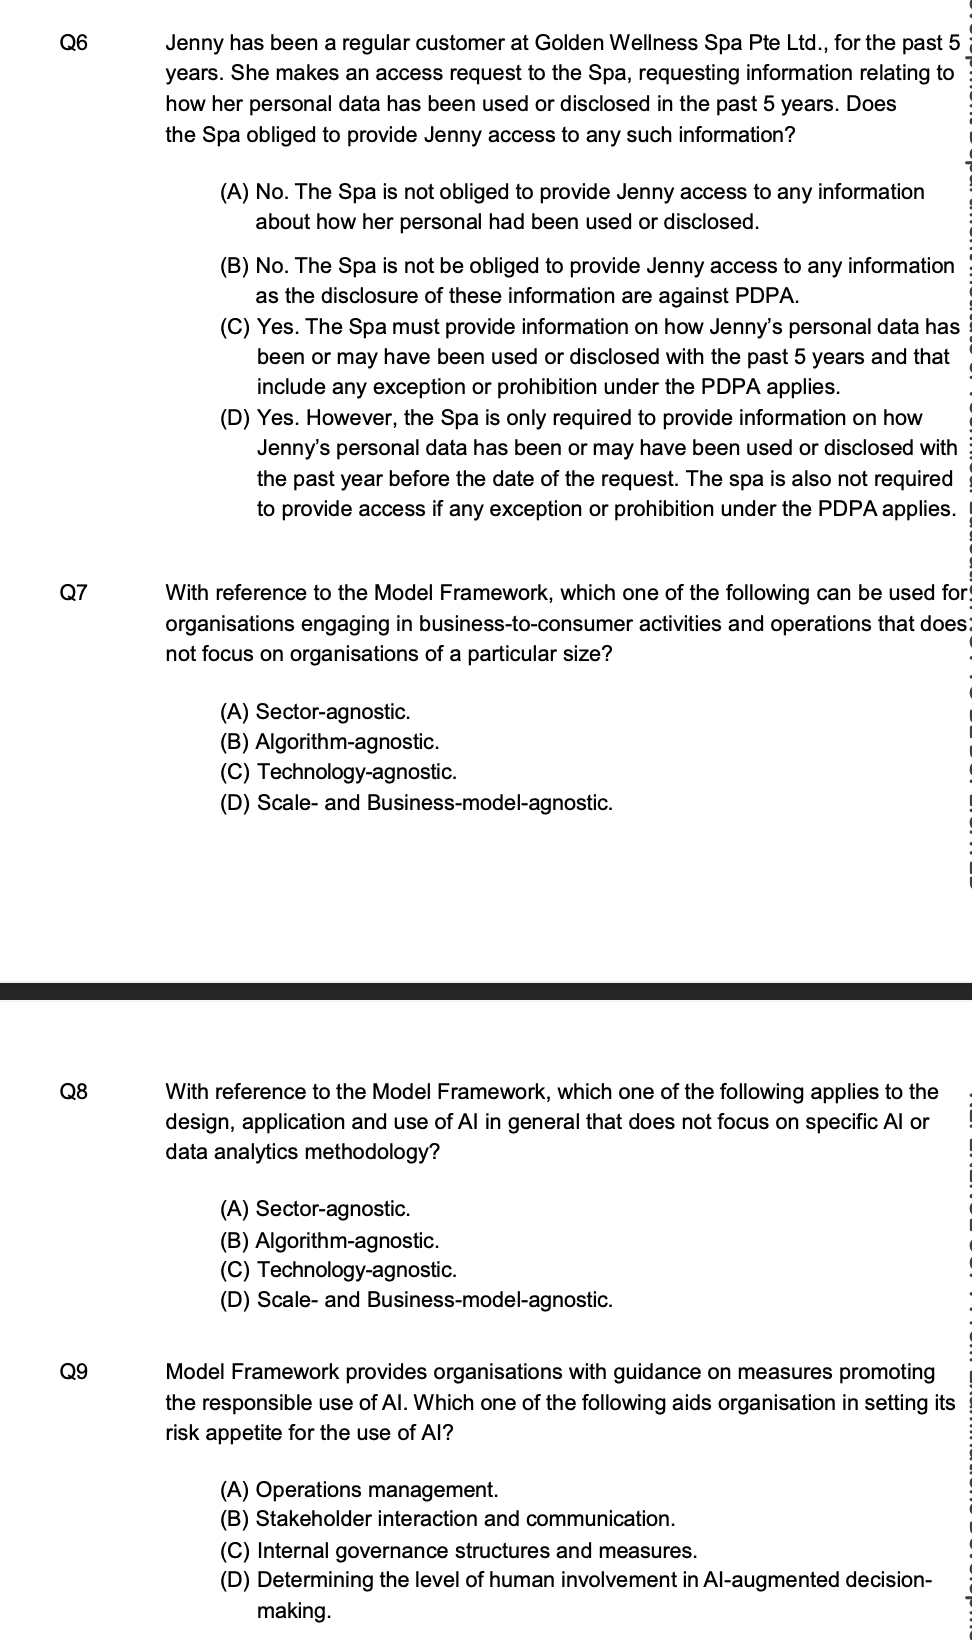 Q6 Jenny has been a regular customer at Golden Wellness Spa Pte Ltd., for the past 5
years. She makes an access request to the Spa, requesting information relating to
how her personal data has been used or disclosed in the past 5 years. Does
the Spa obliged to provide Jenny access to any such information?
(A) No. The Spa is not obliged to provide Jenny access to any information
about how her personal had been used or disclosed.
(B) No. The Spa is not be obliged to provide Jenny access to any information
as the disclosure of these information are against PDPA.
(C) Yes. The Spa must provide information on how Jenny’s personal data has
been or may have been used or disclosed with the past 5 years and that
include any exception or prohibition under the PDPA applies.
(D) Yes. However, the Spa is only required to provide information on how
Jenny’s personal data has been or may have been used or disclosed with
the past year before the date of the request. The spa is also not required
to provide access if any exception or prohibition under the PDPA applies.
Q7 With reference to the Model Framework, which one of the following can be used for
organisations engaging in business-to-consumer activities and operations that does
not focus on organisations of a particular size?
(A) Sector-agnostic.
(B) Algorithm-agnostic.
(C) Technology-agnostic.
(D) Scale- and Business-model-agnostic.
Q8 With reference to the Model Framework, which one of the following applies to the
design, application and use of AI in general that does not focus on specific AI or
data analytics methodology?
(A) Sector-agnostic.
(B) Algorithm-agnostic.
(C) Technology-agnostic.
(D) Scale- and Business-model-agnostic.
Q9 Model Framework provides organisations with guidance on measures promoting
the responsible use of AI. Which one of the following aids organisation in setting its
risk appetite for the use of AI?
(A) Operations management.
(B) Stakeholder interaction and communication.
(C) Internal governance structures and measures.
(D) Determining the level of human involvement in AI-augmented decision-
making.